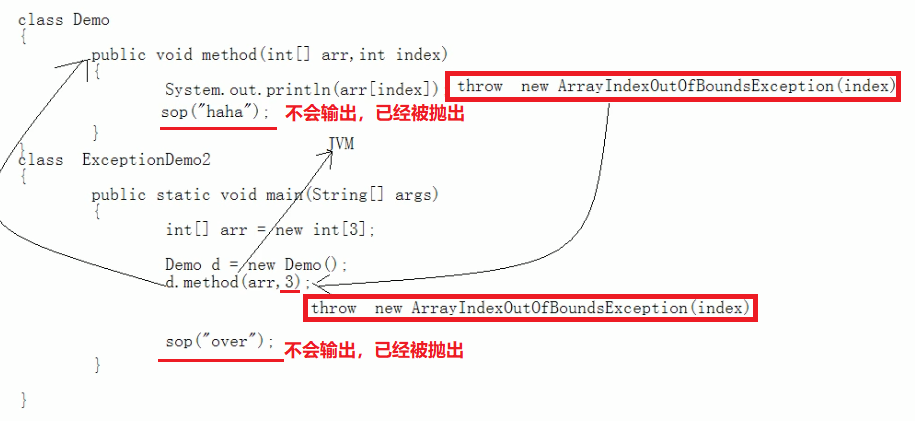 class Demo
{
public void method(int[] arr,int index)
{
System.out.println(arr[index]) throw new ArrayIndexOutOfBoundsException(index)
sop("haha"); 不会输出，已经被抛出
}
}
JVM
class ExceptionDemo2
{
public static void main(String[] args)
{
int[] arr = new int[3];
Demo d = new Demo();
d.method(arr,3);
throw new ArrayIndexOutOfBoundsException(index)
sop("over"); 不会输出，已经被抛出
}
}